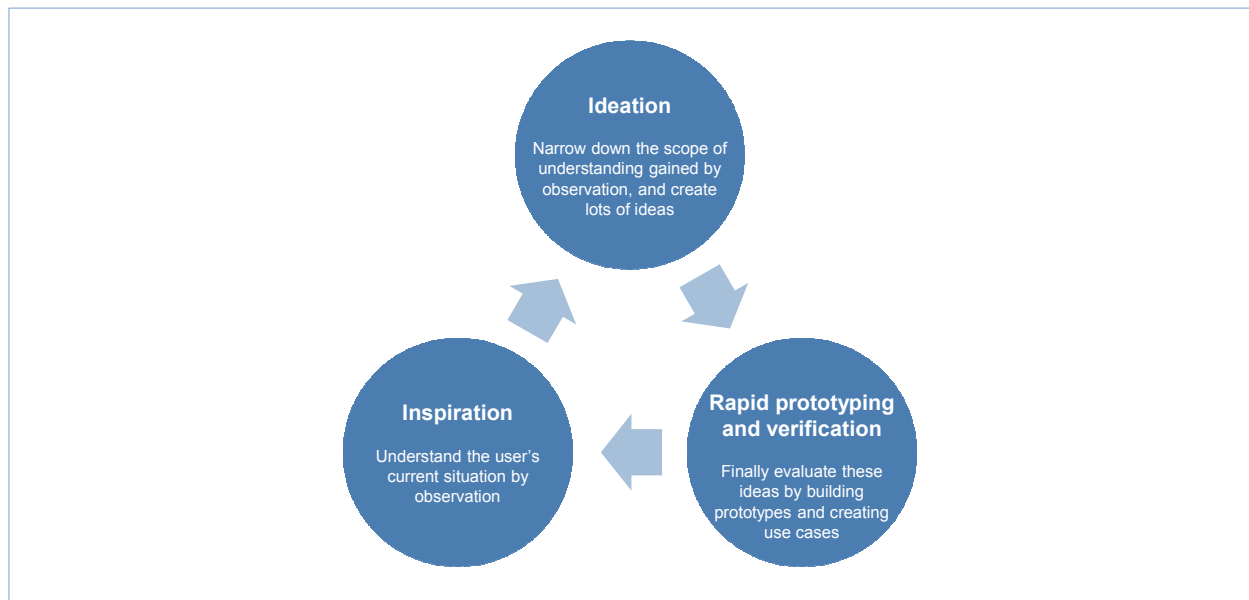 Ideation
Narrow down the scope of
understanding gained by
observation, and create
lots of ideas
Inspiration
Understand the user's
current situation by
observation
Rapid prototyping
and verification
Finally evaluate these
ideas by building
prototypes and creating
use cases